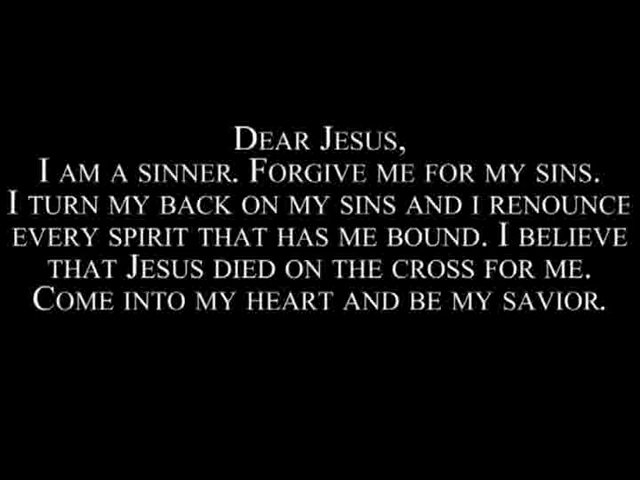 DEAR JESUS,
I AM A SINNER. FORGIVE ME FOR MY SINS.
I TURN MY BACK ON MY SINS AND I RENOUNCE
EVERY SPIRIT THAT HAS ME BOUND. I BELIEVE
THAT JESUS DIED ON THE CROSS FOR ME.
COME INTO MY HEART AND BE MY SAVIOR.